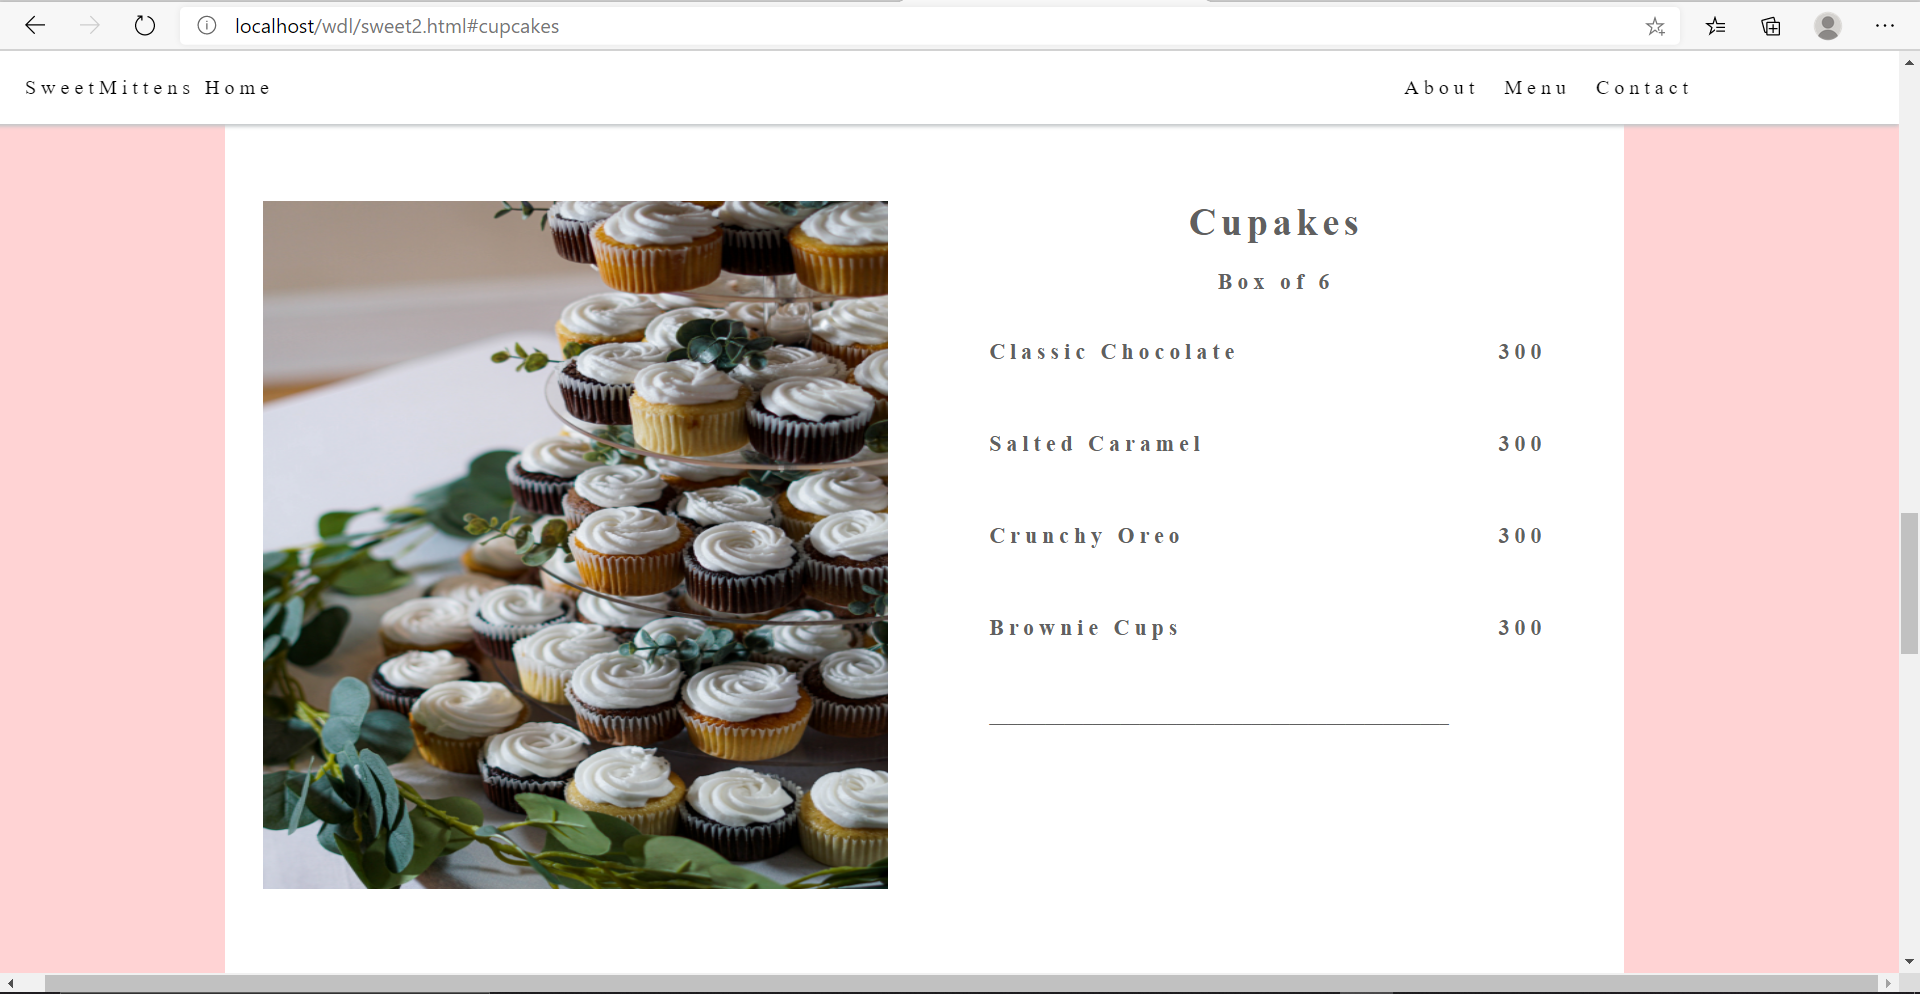 localhost/wdl/sweet2.html#cupcakes
SweetMittens Home About Menu Contact
Cupakes
Box of 6
Classic Chocolate 300
Salted Caramel 300
Crunchy Oreo 300
Brownie Cups 300